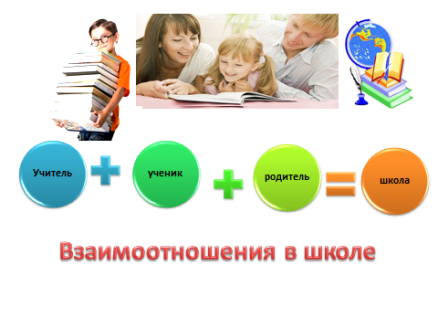 Учитель + ученик + родитель = школа
Взаимоотношения в школе